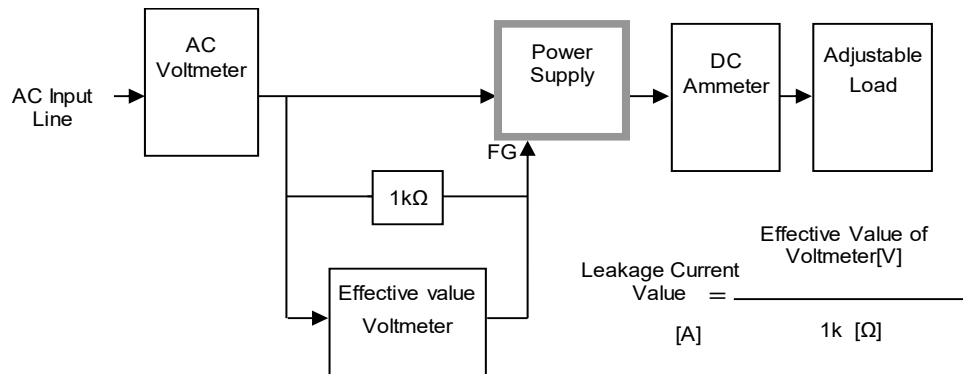 AC Input
Line
AC
Voltmeter
Power
Supply
DC
Ammeter
Adjustable
Load
FG
1kΩ
Effective value
Voltmeter
Leakage Current
Value
[A]
=
Effective Value of
Voltmeter[V]
1k [Ω]